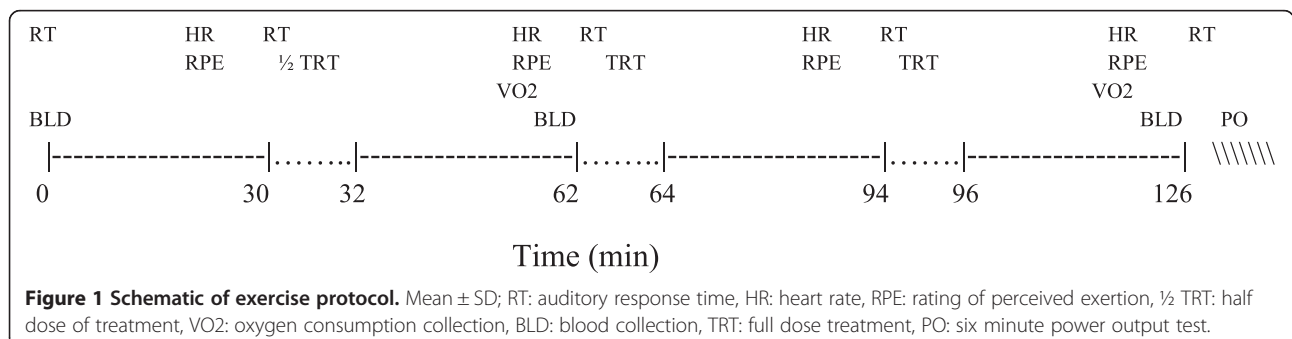 RT HR RT HR RT HR RT HR RT
RPE ½ TRT RPE TRT RPE TRT RPE
VO2 VO2
BLD BLD BLD PO
0 30 32 62 64 94 96 126
Time (min)
Figure 1 Schematic of exercise protocol. Mean ± SD; RT: auditory response time, HR: heart rate, RPE: rating of perceived exertion, ½ TRT: half
dose of treatment, VO2: oxygen consumption collection, BLD: blood collection, TRT: full dose treatment, PO: six minute power output test.